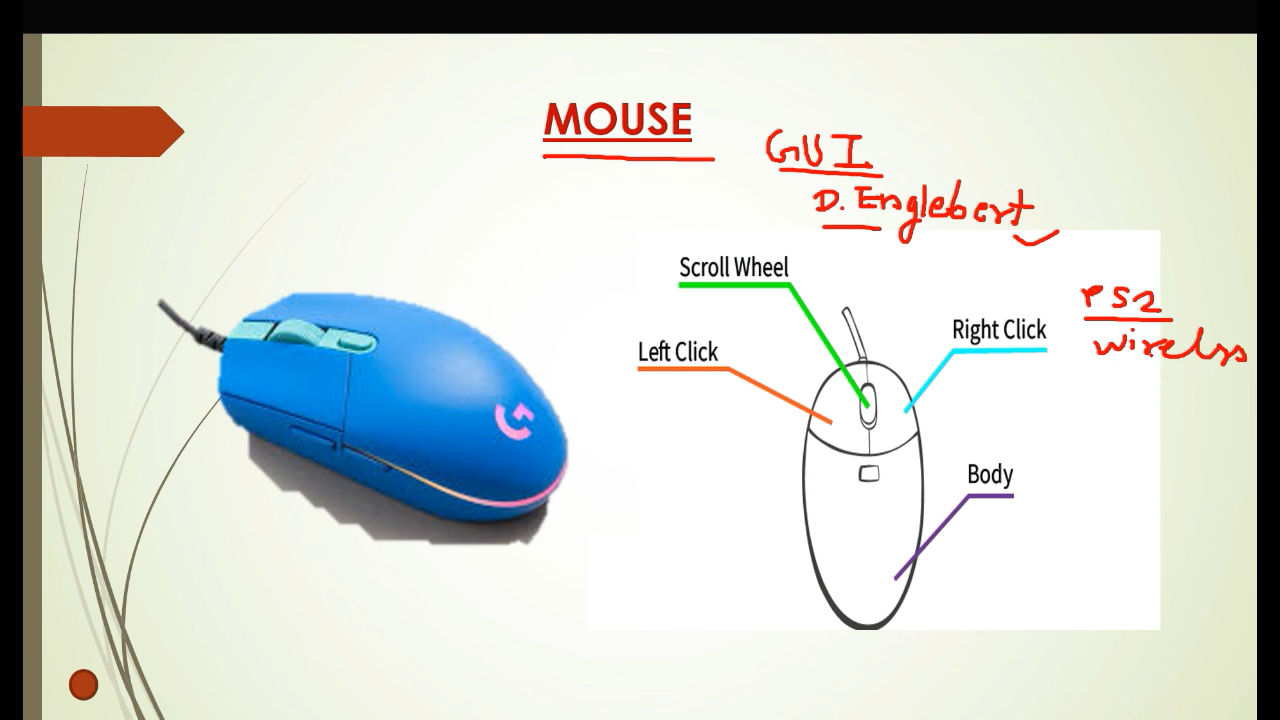 MOUSE
GUI.
D. Englebert
Scroll Wheel
PS2
Right Click
wireless
Left Click
Body